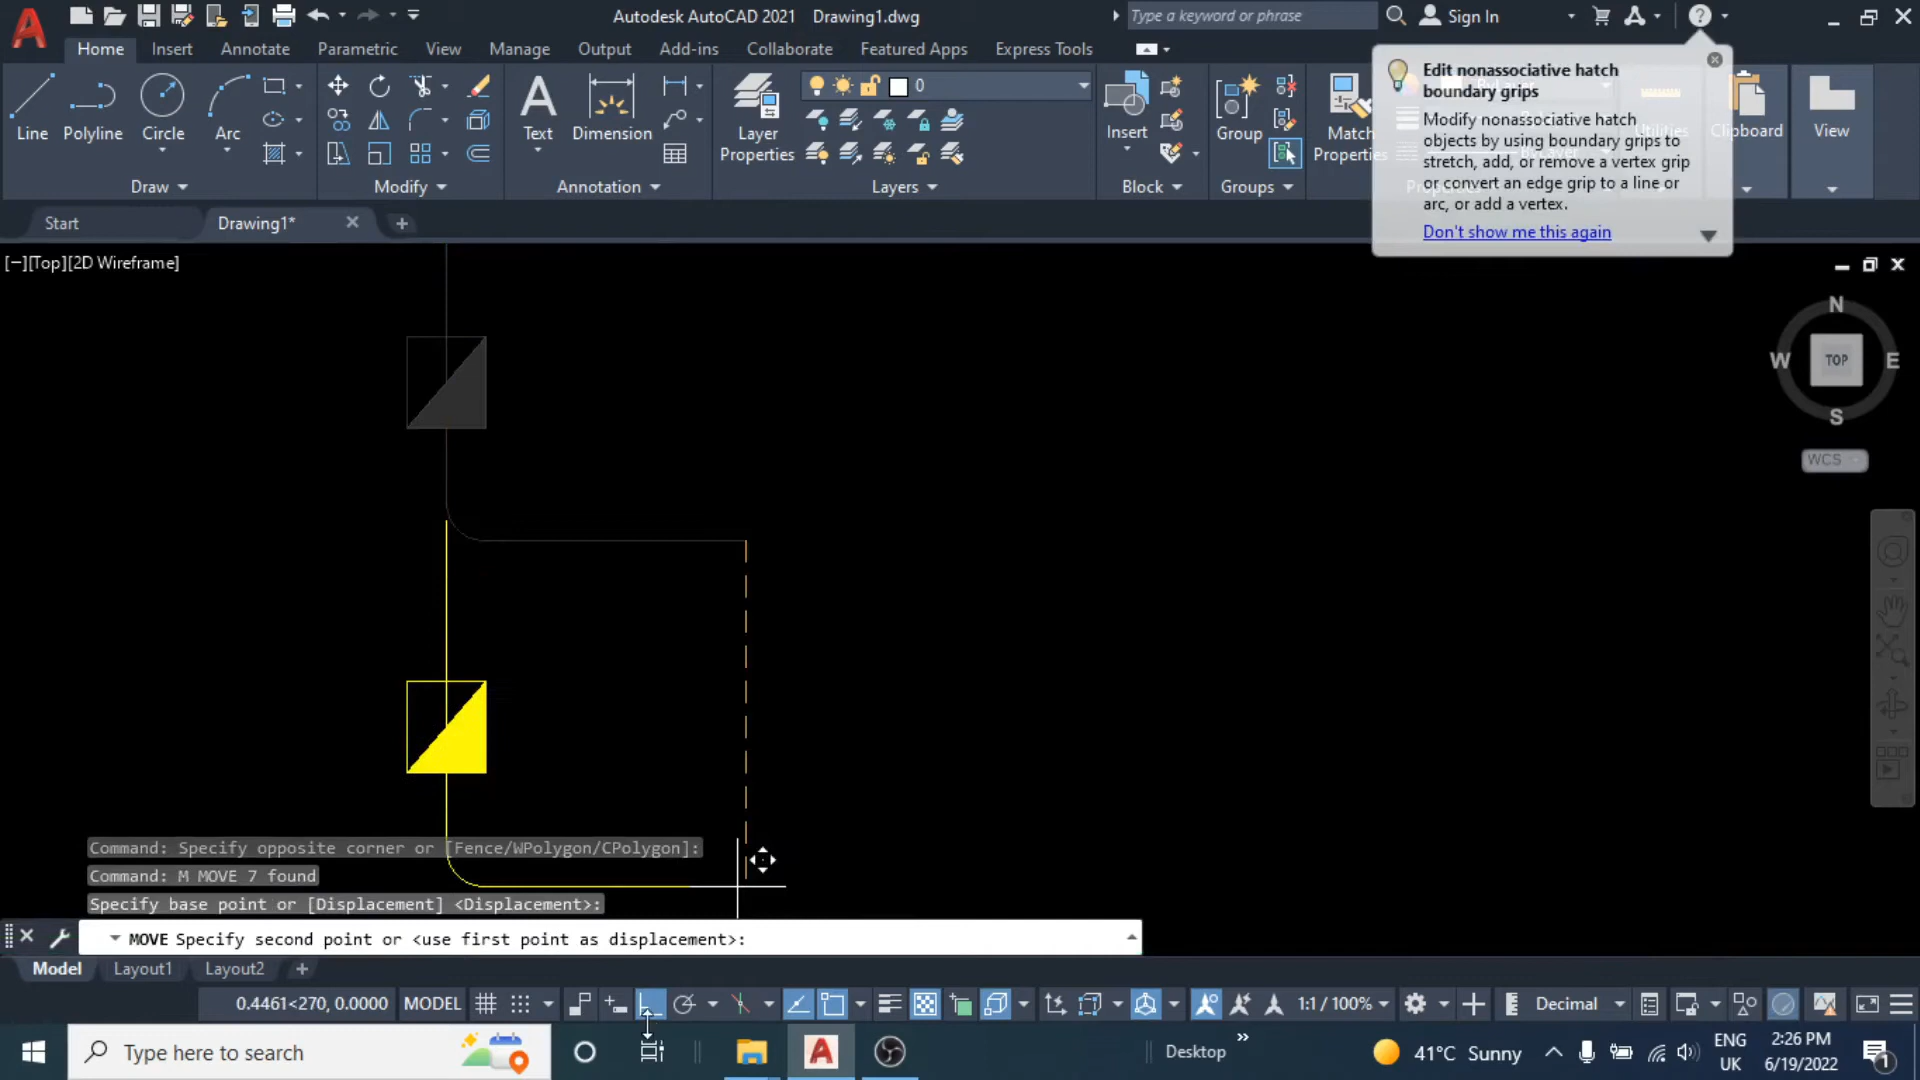 Autodesk AutoCAD 2021 Drawing1.dwg
Type a keyword or phrase
Sign In
Home Insert Annotate Parametric View Manage Output Add-ins Collaborate Featured Apps Express Tools
Line Polyline Circle Arc
Text Dimension
Layer Properties
0
Insert
Group
Match Properties
Utilities
Clipboard
View
Draw
Modify
Annotation
Layers
Block
Groups
Edit nonassociative hatch
boundary grips
Modify nonassociative hatch
objects by using boundary grips to
stretch, add, or remove a vertex grip
or convert an edge grip to a line or
arc, or add a vertex.
Don't show me this again
Start Drawing1*
[−][Top][2D Wireframe]
N
W TOP E
S
WCS
Command: Specify opposite corner or [Fence/WPolygon/CPolygon]:
Command: M MOVE 7 found
Specify base point or [Displacement] <Displacement>:
MOVE Specify second point or <use first point as displacement>:
Model Layout1 Layout2
0.4461<270, 0.0000 MODEL 1:1 / 100% Decimal
Type here to search
Desktop
41°C Sunny
ENG
UK
2:26 PM
6/19/2022
1